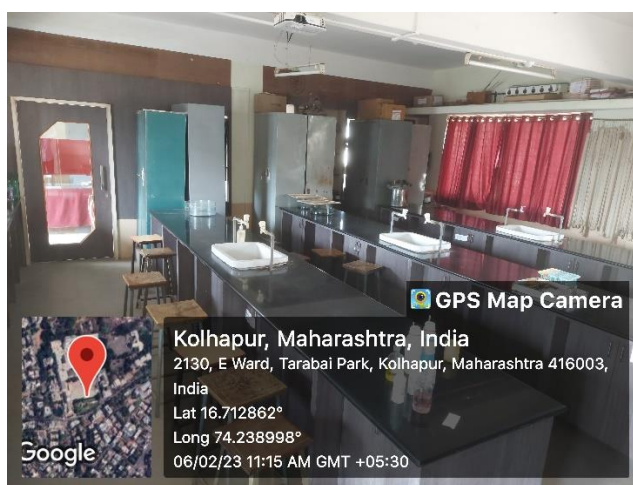 GPS Map Camera
Kolhapur, Maharashtra, India
2130, E Ward, Tarabai Park, Kolhapur, Maharashtra 416003,
India
Lat 16.712862°
Long 74.238998°
06/02/23 11:15 AM GMT +05:30
Google